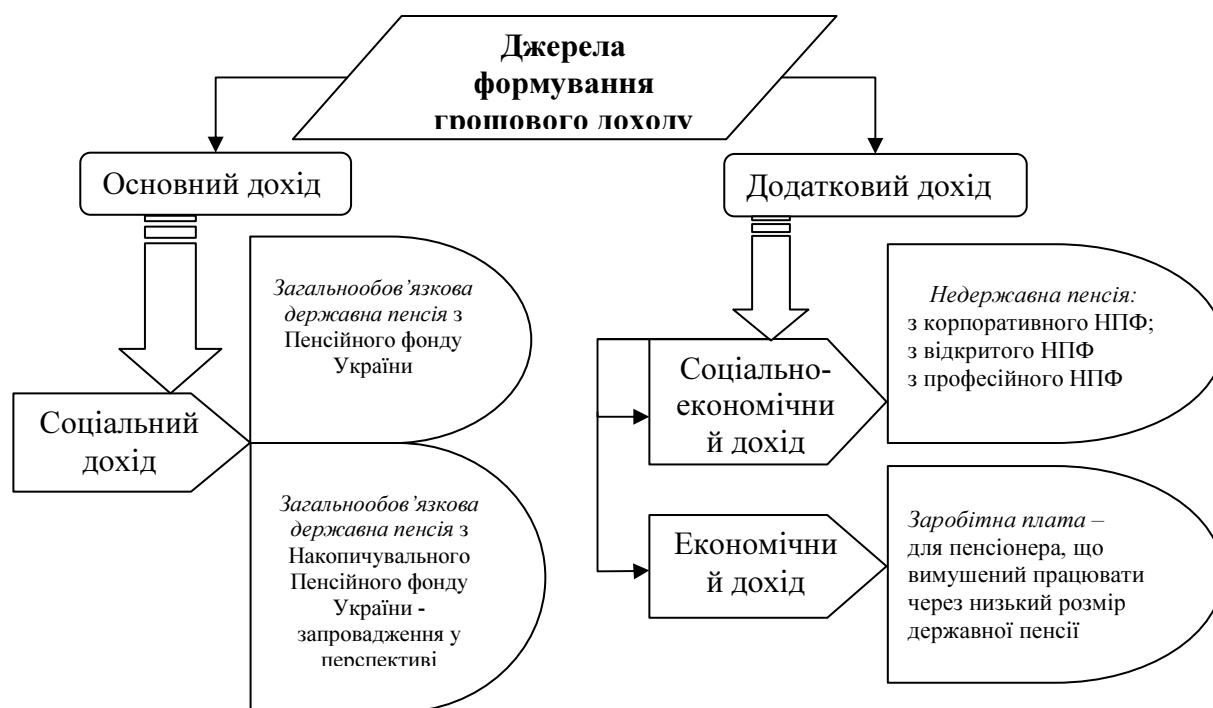 Джерела
формування
грошового доходу
Основний дохід
Додатковий дохід
Загальнообов’язкова
державна пенсія з
Пенсійного фонду
України
Соціальний
дохід
Загальнообов’язкова
державна пенсія з
Накопичувального
Пенсійного фонду
України -
запровадження у
перспективі
Недержавна пенсія:
з корпоративного НПФ;
з відкритого НПФ
з професійного НПФ
Соціально-
економічни
й дохід
Заробітна плата –
для пенсіонера, що
вимушений працювати
через низький розмір
державної пенсії
Економічни
й дохід